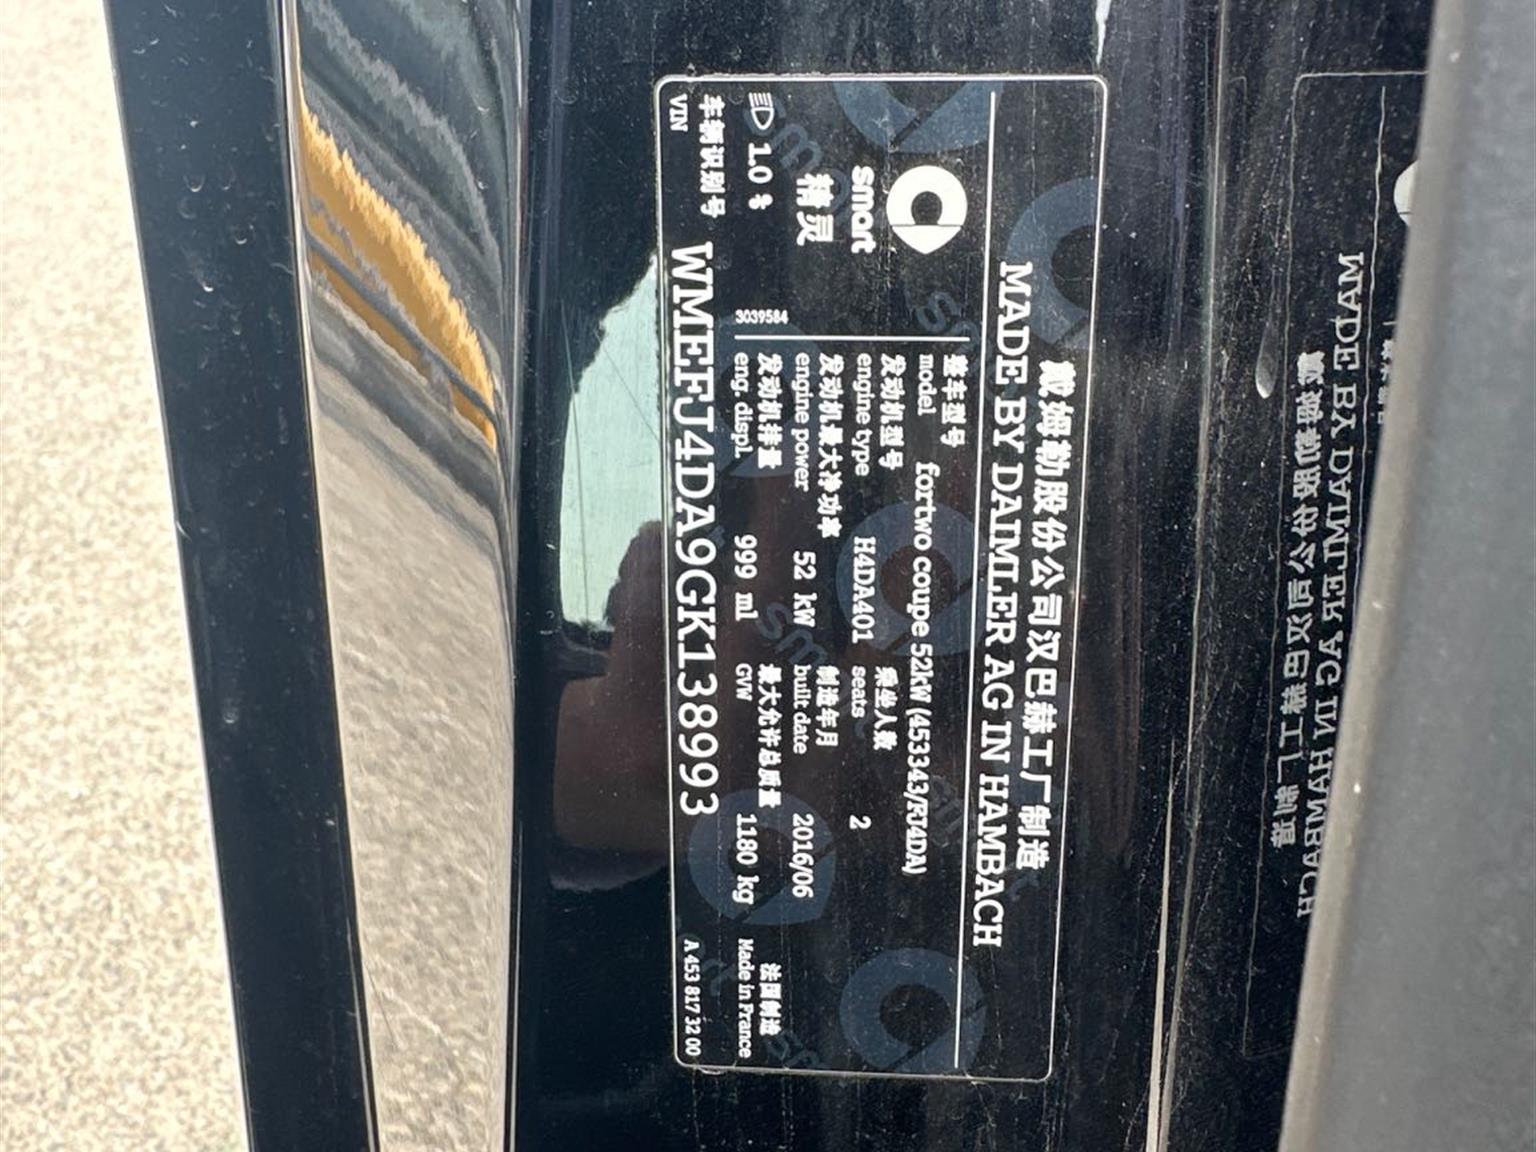 戴姆勒股份公司汉巴赫工厂制造
MADE BY DAIMLER AG IN HAMBACH
smart
精灵
1.0 %
3039584
整车型号
model fortwo coupe 52kW (453343/FJ4DA)
发动机型号 乘坐人数
engine type H4DA401 seats 2
发动机最大净功率 制造年月
engine power 52 kW built date 2016/06
发动机排量 最大允许总质量 法国制造
eng. displ. 999 ml GVW 1180 kg Made in France
车辆识别号
VIN WMEFJ4DA9GK138993 A 453 817 32 00